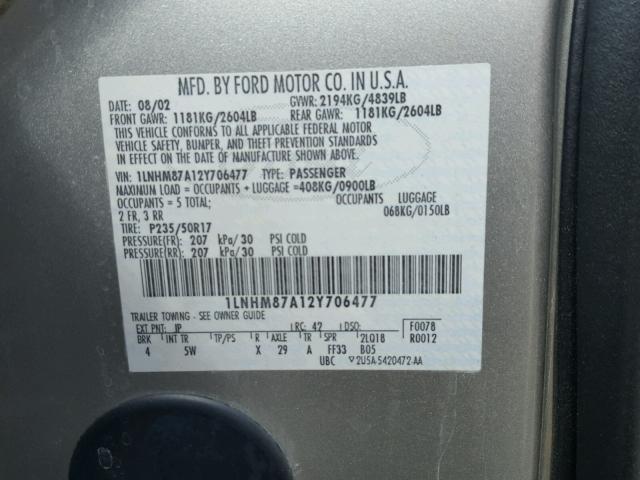 MFD. BY FORD MOTOR CO. IN U.S.A.
DATE: 08/02 GVWR: 2194KG/4839LB
FRONT GAWR: 1181KG/2604LB REAR GAWR: 1181KG/2604LB
THIS VEHICLE CONFORMS TO ALL APPLICABLE FEDERAL MOTOR
VEHICLE SAFETY, BUMPER, AND THEFT PREVENTION STANDARDS
IN EFFECT ON THE DATE OF MANUFACTURE SHOWN ABOVE.
VIN: 1LNHM87A12Y706477 TYPE: PASSENGER
MAXIMUM LOAD = OCCUPANTS + LUGGAGE = 408KG/0900LB
OCCUPANTS = 5 TOTAL; OCCUPANTS LUGGAGE
2 FR, 3 RR 068KG/0150LB
TIRE: P235/50R17
PRESSURE(FR): 207 kPa/30 PSI COLD
PRESSURE(RR): 207 kPa/30 PSI COLD
1LNHM87A12Y706477
TRAILER TOWING - SEE OWNER GUIDE
EXT PNT: JP RC: 42 DSO: F0078
BRK INT TR TP/PS R AXLE TR SPR 2LQ18 R0012
4 5W X 29 A FF33 B05
UBC 2U5A-5420472-AA